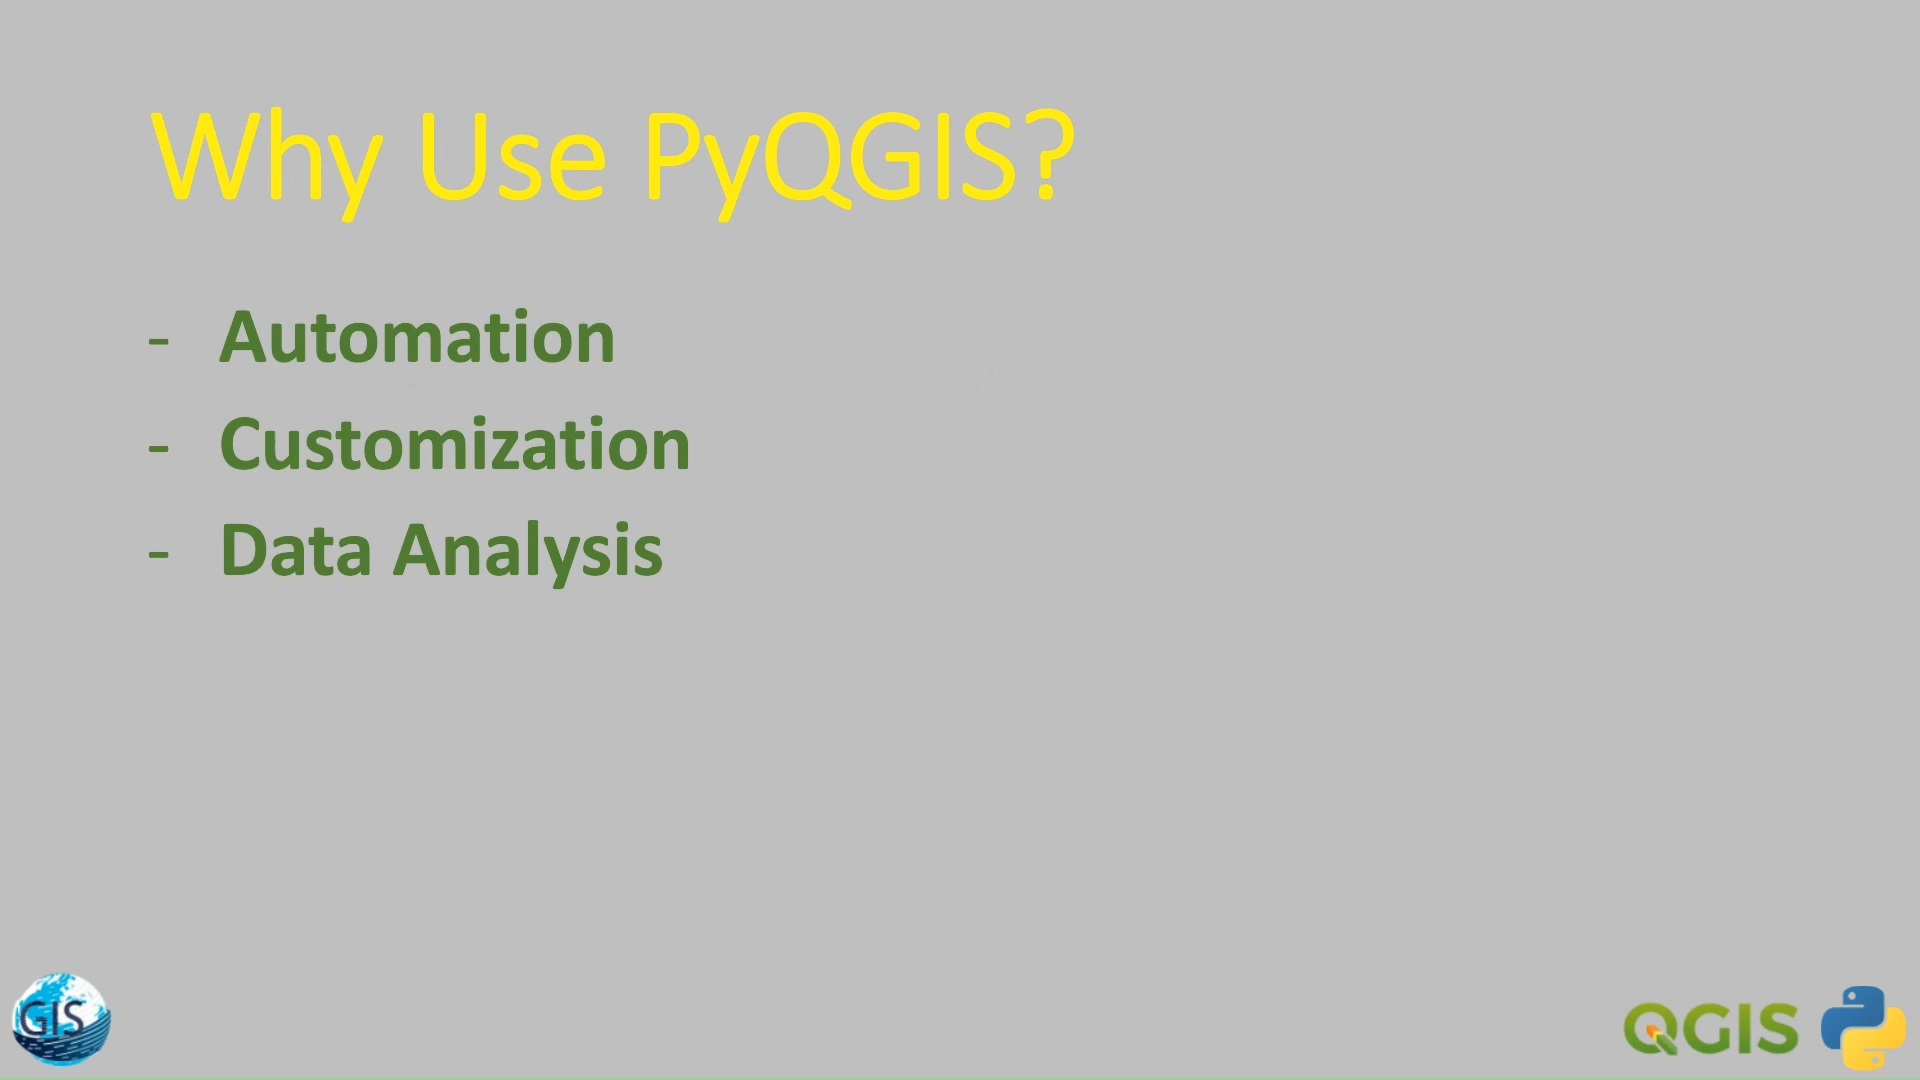 Why Use PyQGIS?
- Automation
- Customization
- Data Analysis
GIS
QGIS